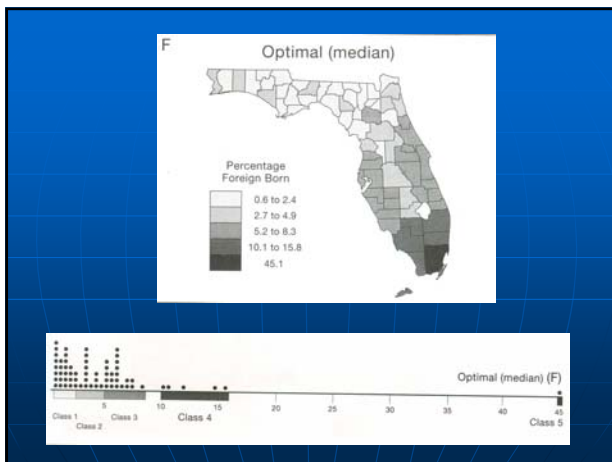 F
Optimal (median)
Percentage
Foreign Born
0.6 to 2.4
2.7 to 4.9
5.2 to 8.3
10.1 to 15.8
45.1
Optimal (median) (F)
5
10
15
20
25
30
35
40
45
Class 1
Class 2
Class 3
Class 4
Class 5